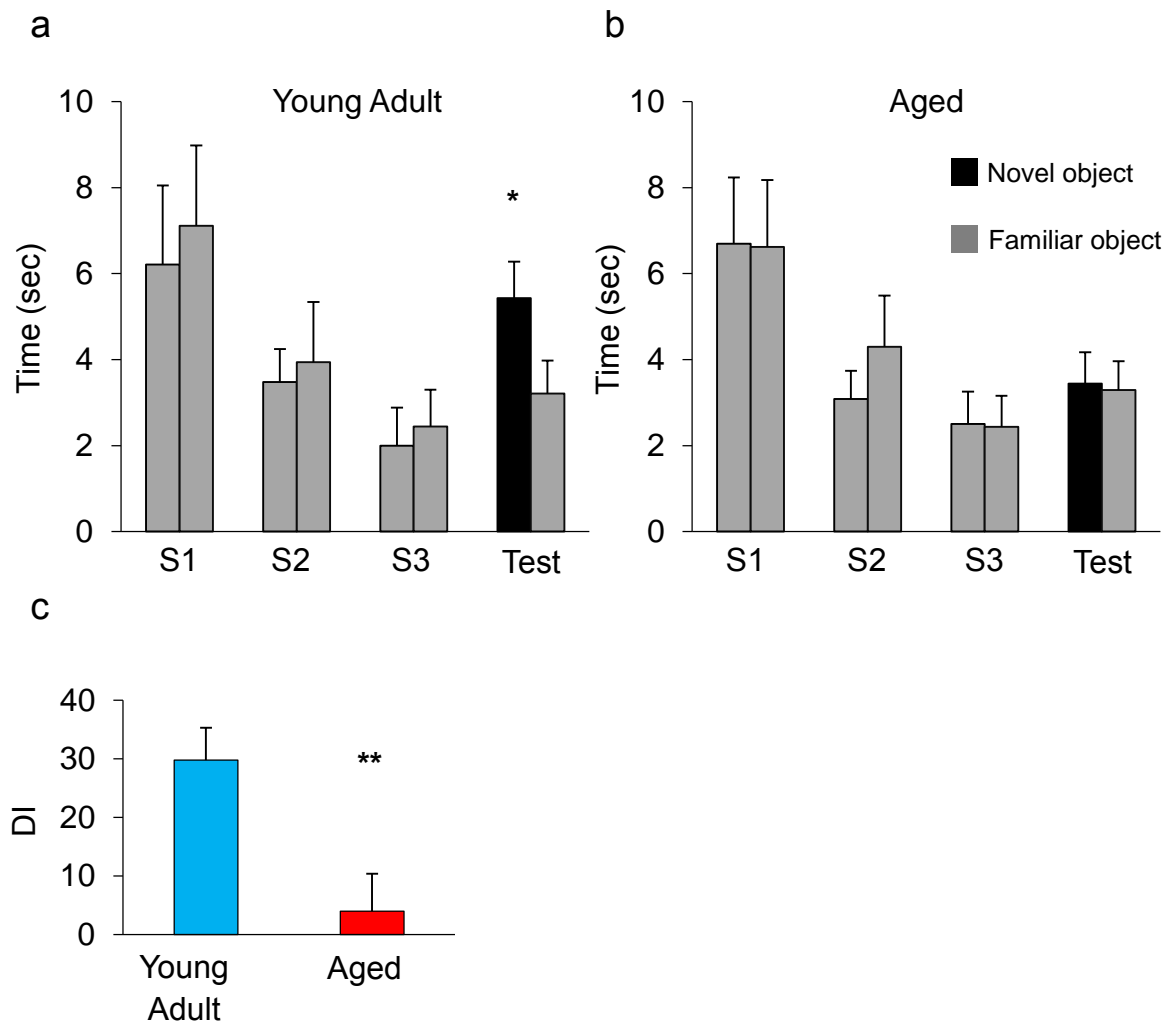 a
Young Adult
10
8
6
4
2
0
Time (sec)
*
S1 S2 S3 Test
b
Aged
10
8
6
4
2
0
Time (sec)
Novel object
Familiar object
S1 S2 S3 Test
c
40
30
20
10
0
DI
**
Young
Adult
Aged